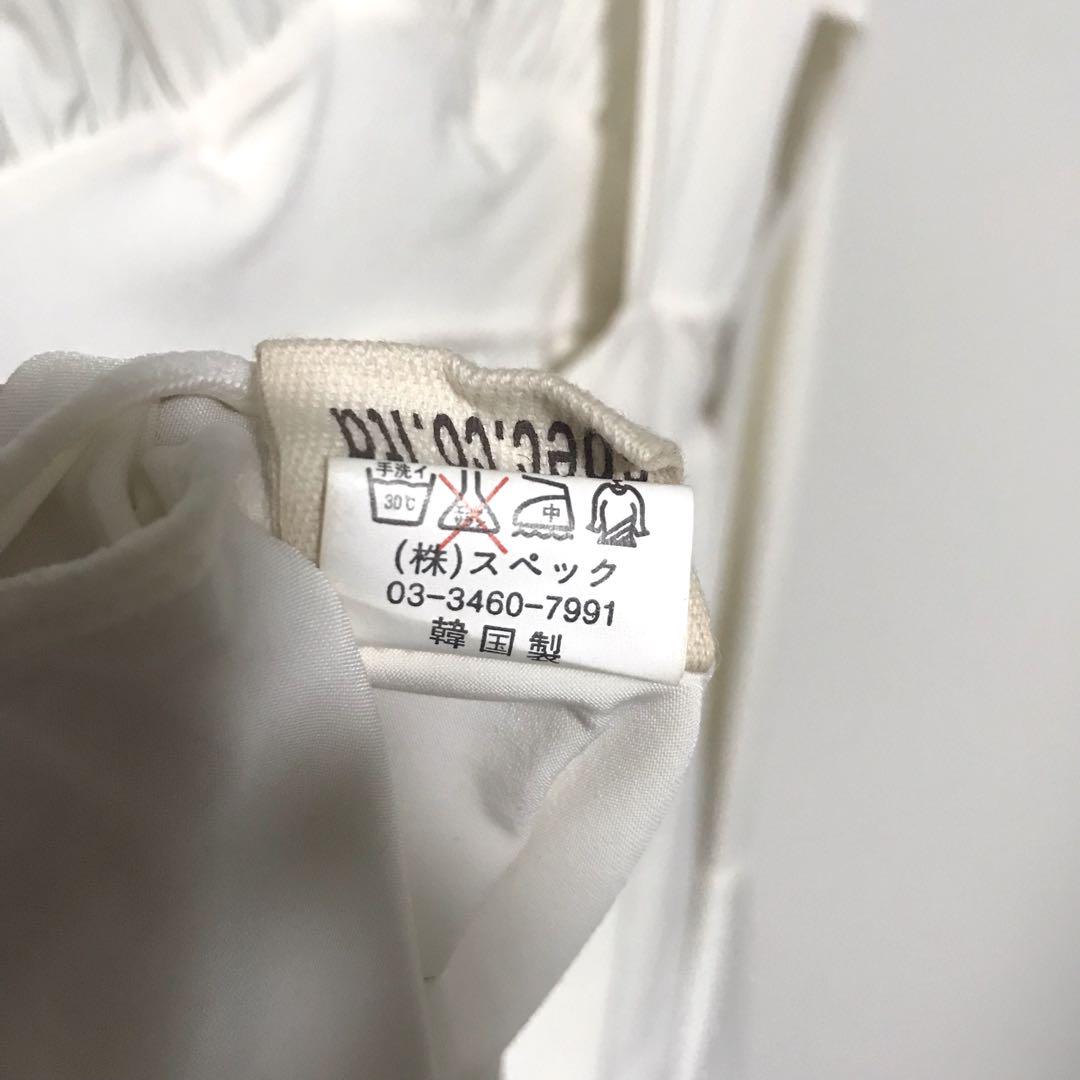 手洗イ
30℃
中
(株)スペック
03-3460-7991
韓国製